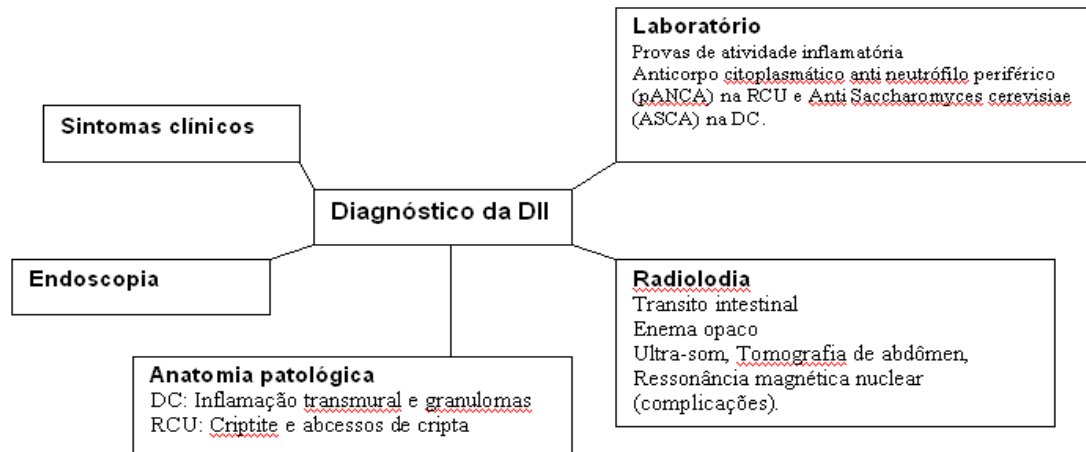 Laboratório
Provas de atividade inflamatória
Anticorpo citoplasmático anti neutrófilo periférico
(pANCA) na RCU e Anti Saccharomyces cerevisiae
(ASCA) na DC.
Sintomas clínicos
Diagnóstico da DII
Endoscopia
Radiolodia
Transito intestinal
Enema opaco
Ultra-som, Tomografia de abdômen,
Ressonância magnética nuclear
(complicações).
Anatomia patológica
DC: Inflamação transmural e granulomas
RCU: Criptite e abcessos de cripta